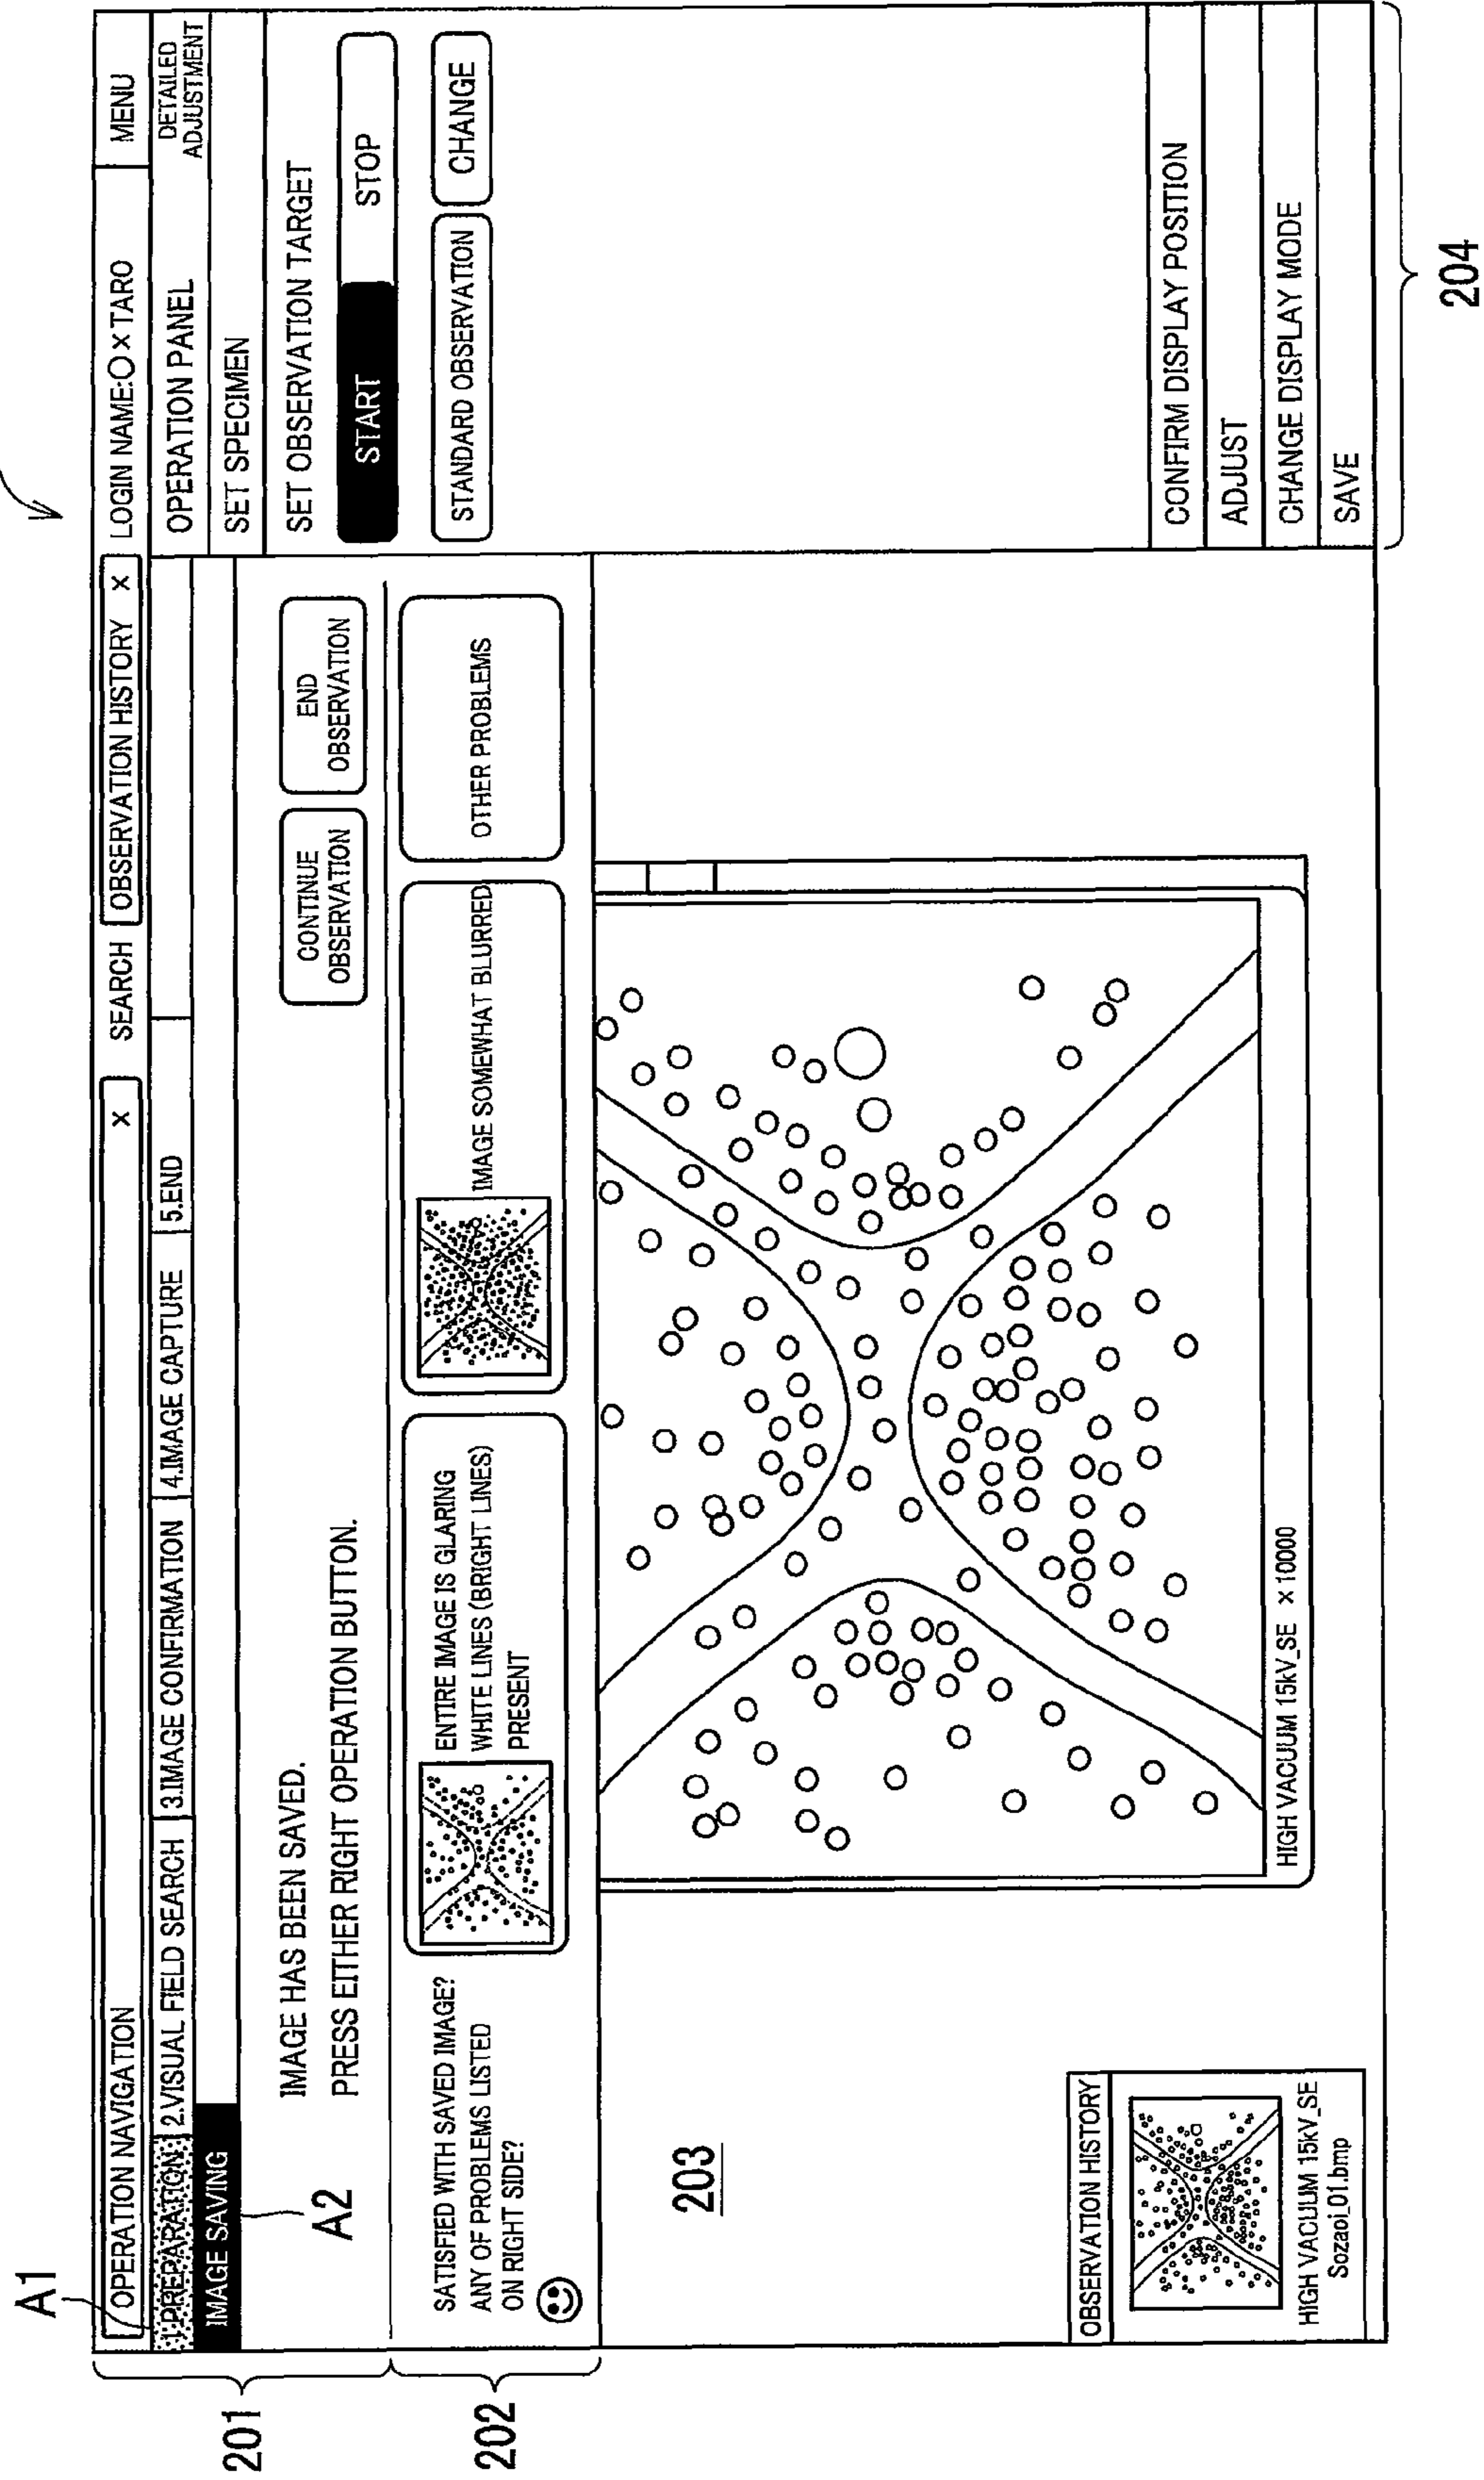 A1
OPERATION NAVIGATION
X
SEARCH
OBSERVATION HISTORY X
LOGIN NAME:O×TARO
MENU
1.PREPARATION
2.VISUAL FIELD SEARCH
3.IMAGE CONFIRMATION
4.IMAGE CAPTURE
5.END
OPERATION PANEL
DETAILED
ADJUSTMENT
IMAGE SAVING
A2
201
IMAGE HAS BEEN SAVED.
PRESS EITHER RIGHT OPERATION BUTTON.
CONTINUE
OBSERVATION
END
OBSERVATION
SET SPECIMEN
SET OBSERVATION TARGET
START
STOP
STANDARD OBSERVATION
CHANGE
202
SATISFIED WITH SAVED IMAGE?
ANY OF PROBLEMS LISTED
ON RIGHT SIDE?
ENTIRE IMAGE IS GLARING
WHITE LINES (BRIGHT LINES)
PRESENT
IMAGE SOMEWHAT BLURRED
OTHER PROBLEMS
203
OBSERVATION HISTORY
HIGH VACUUM 15kV_SE
Sozaoi_01.bmp
HIGH VACUUM 15kV_SE ×10000
CONFIRM DISPLAY POSITION
ADJUST
CHANGE DISPLAY MODE
SAVE
204